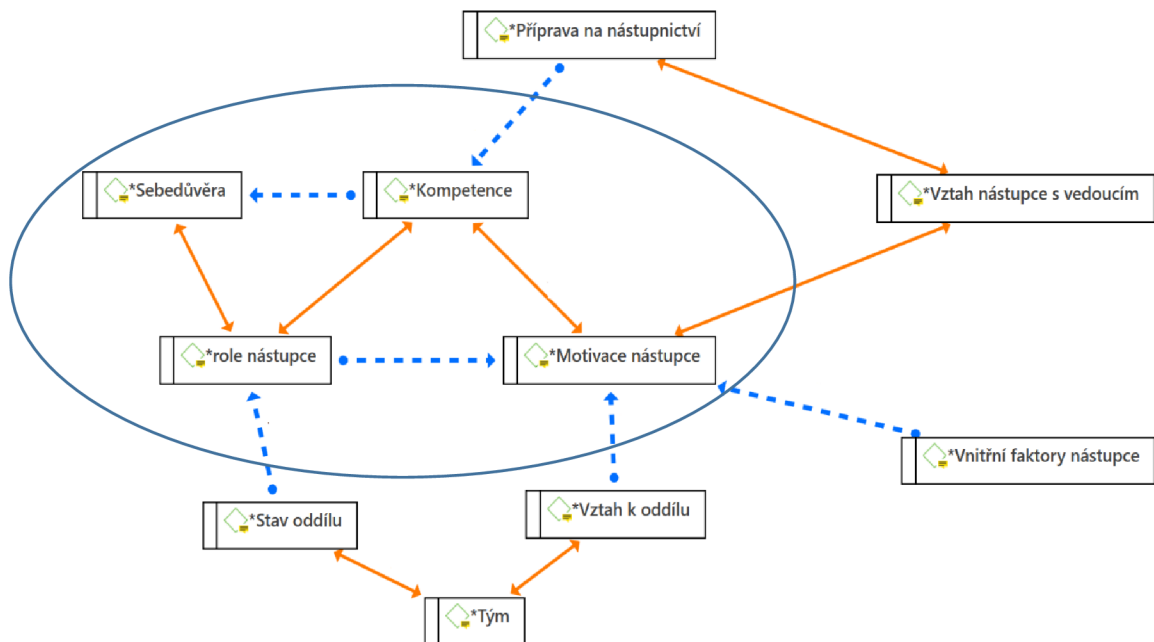 *Příprava na nástupnictví
*Sebedůvěra
*Kompetence
*Vztah nástupce s vedoucím
*role nástupce
*Motivace nástupce
*Vnitřní faktory nástupce
*Stav oddílu
*Vztah k oddílu
*Tým